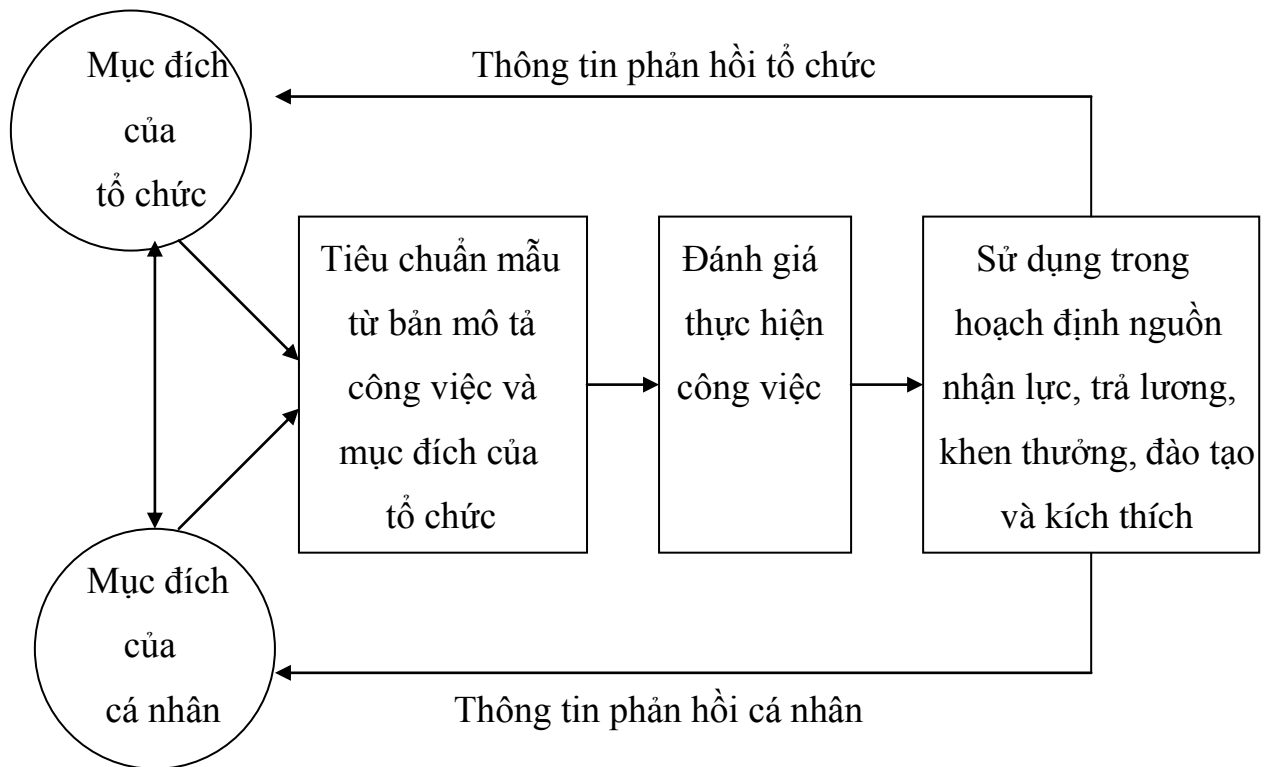 Mục đích
của
tổ chức
Thông tin phản hồi tổ chức
Tiêu chuẩn mẫu
từ bản mô tả
công việc và
mục đích của
tổ chức
Đánh giá
thực hiện
công việc
Sử dụng trong
hoạch định nguồn
nhận lực, trả lương,
khen thưởng, đào tạo
và kích thích
Mục đích
của
cá nhân
Thông tin phản hồi cá nhân